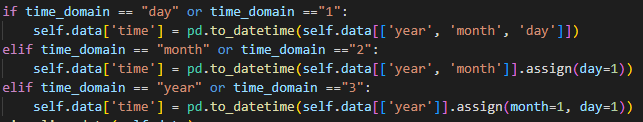 if time_domain == "day" or time_domain =="1":
    self.data['time'] = pd.to_datetime(self.data[['year', 'month', 'day']])
elif time_domain == "month" or time_domain =="2":
    self.data['time'] = pd.to_datetime(self.data[['year', 'month']].assign(day=1))
elif time_domain == "year" or time_domain =="3":
    self.data['time'] = pd.to_datetime(self.data[['year']].assign(month=1, day=1))